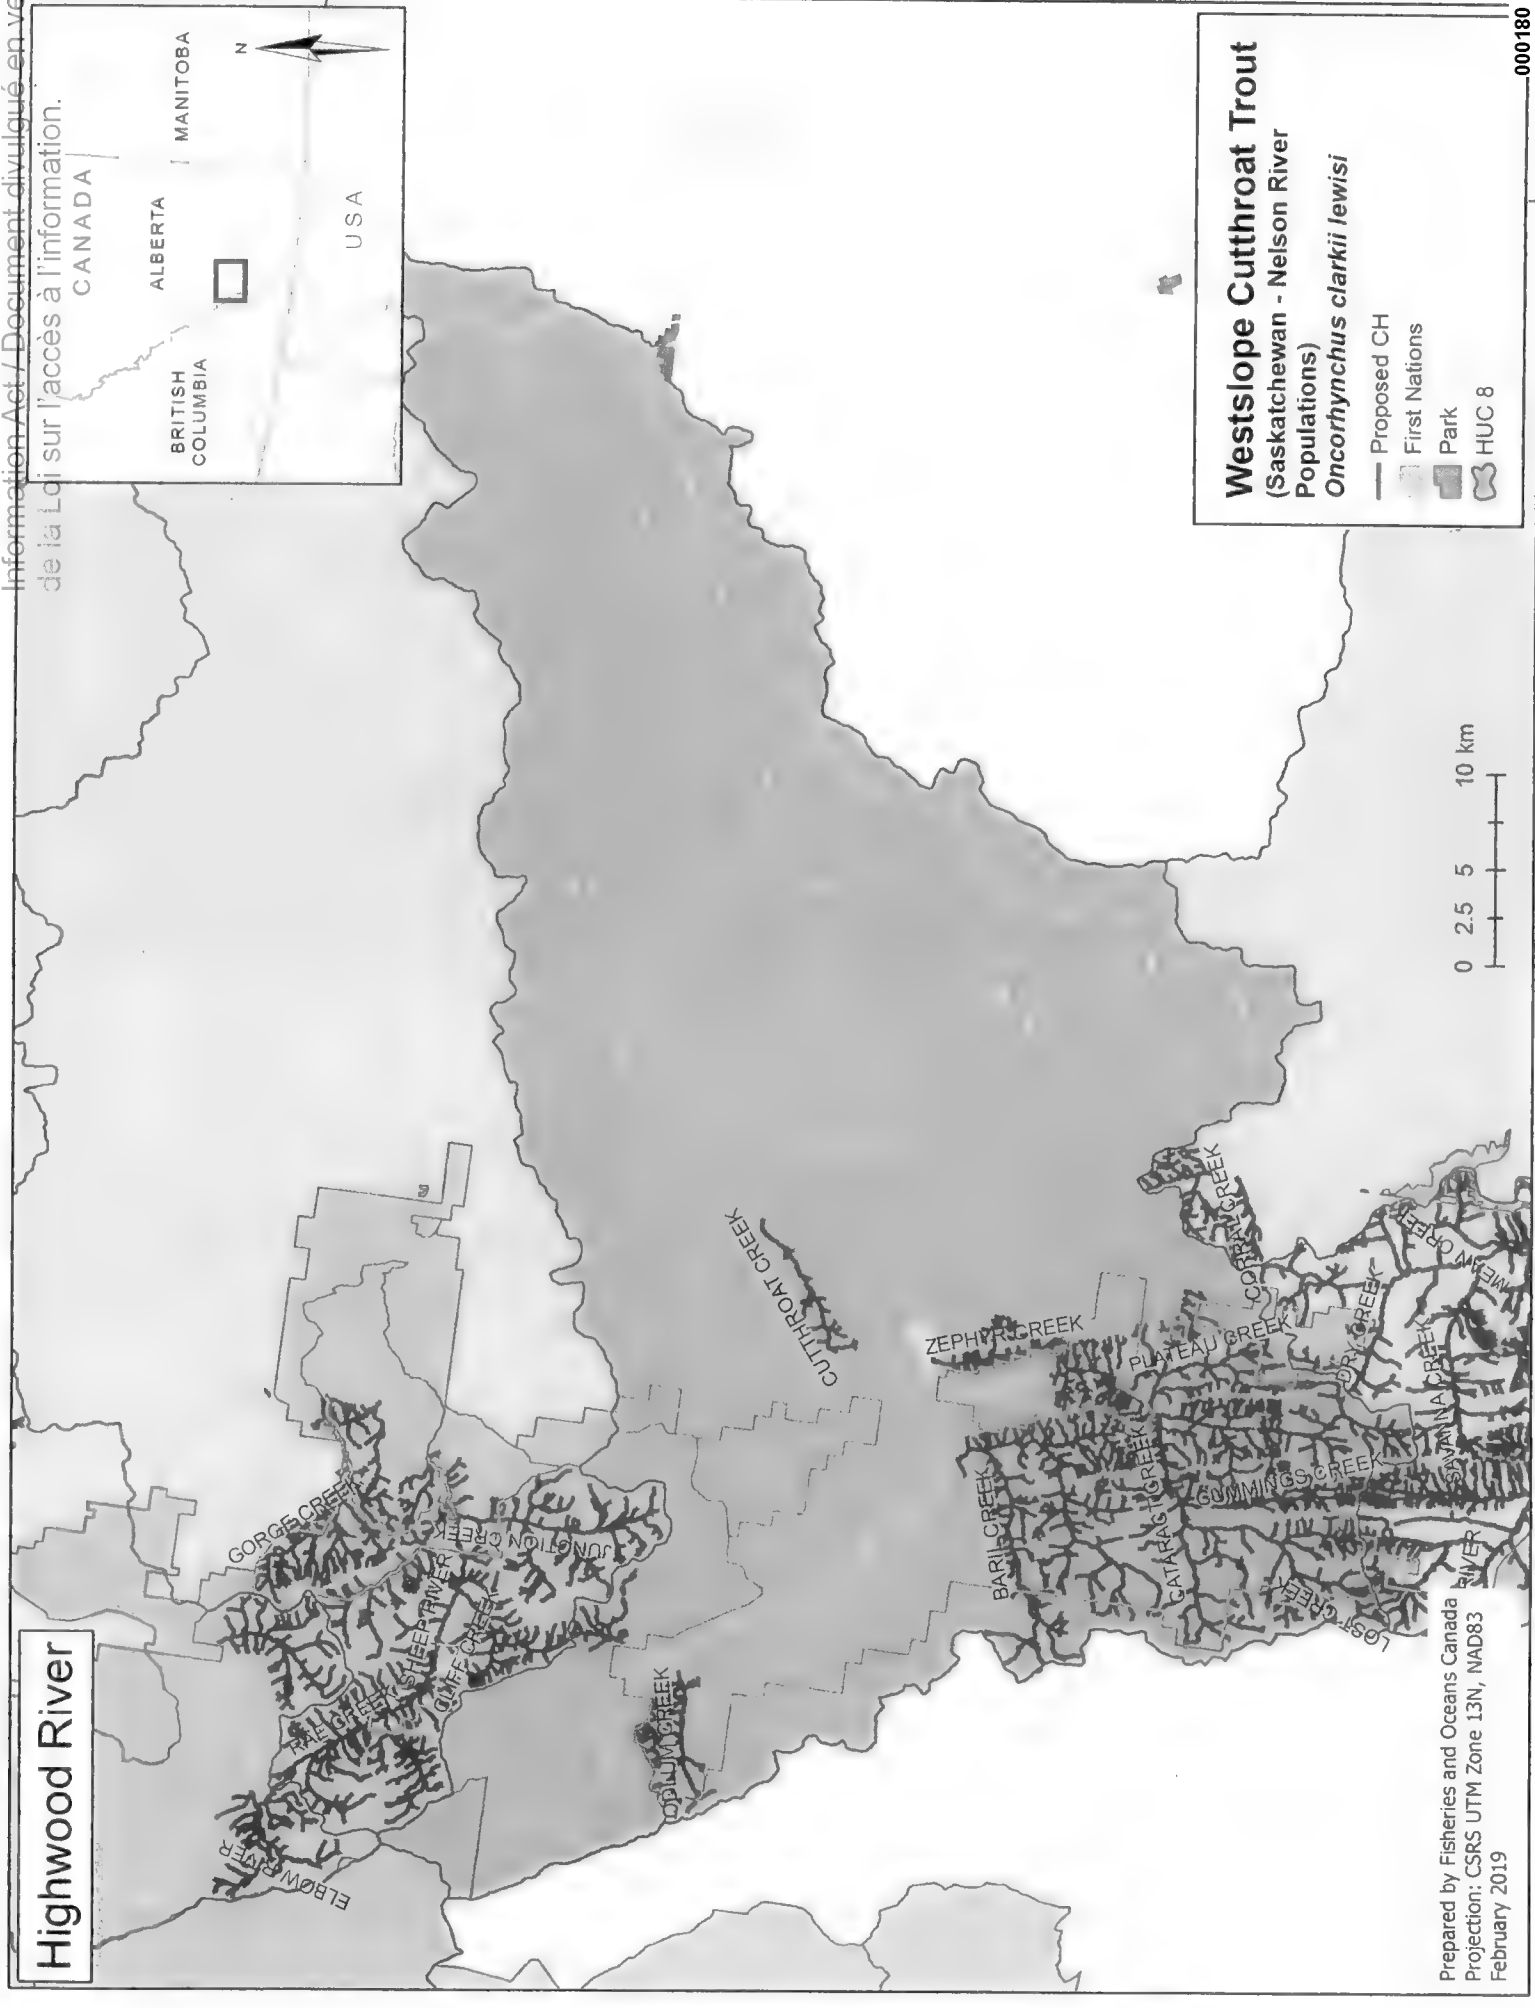 Information Act / Document divulgué en ve
de la Loi sur l'accès à l'information.
Highwood River
CANADA
ALBERTA
MANITOBA
BRITISH
COLUMBIA
USA
N
ELBOW RIVER
RAE GREEK
GORGE CREEK
SHEEP RIVER
CLIFF CREEK
JUNCTION CREEK
ODLUM CREEK
CUTTHROAT CREEK
ZEPHYR CREEK
BARIL CREEK
CATARACT CREEK
PLATEAU CREEK
CUMMINGS CREEK
LOST CREEK
CORRAL CREEK
DRY CREEK
SAVANNA CREEK
CREEK
RIVER
0 2.5 5 10 km
Westslope Cutthroat Trout
(Saskatchewan - Nelson River
Populations)
Oncorhynchus clarkii lewisi
Proposed CH
First Nations
Park
HUC 8
Prepared by Fisheries and Oceans Canada
Projection: CSRS UTM Zone 13N, NAD83
February 2019
000180